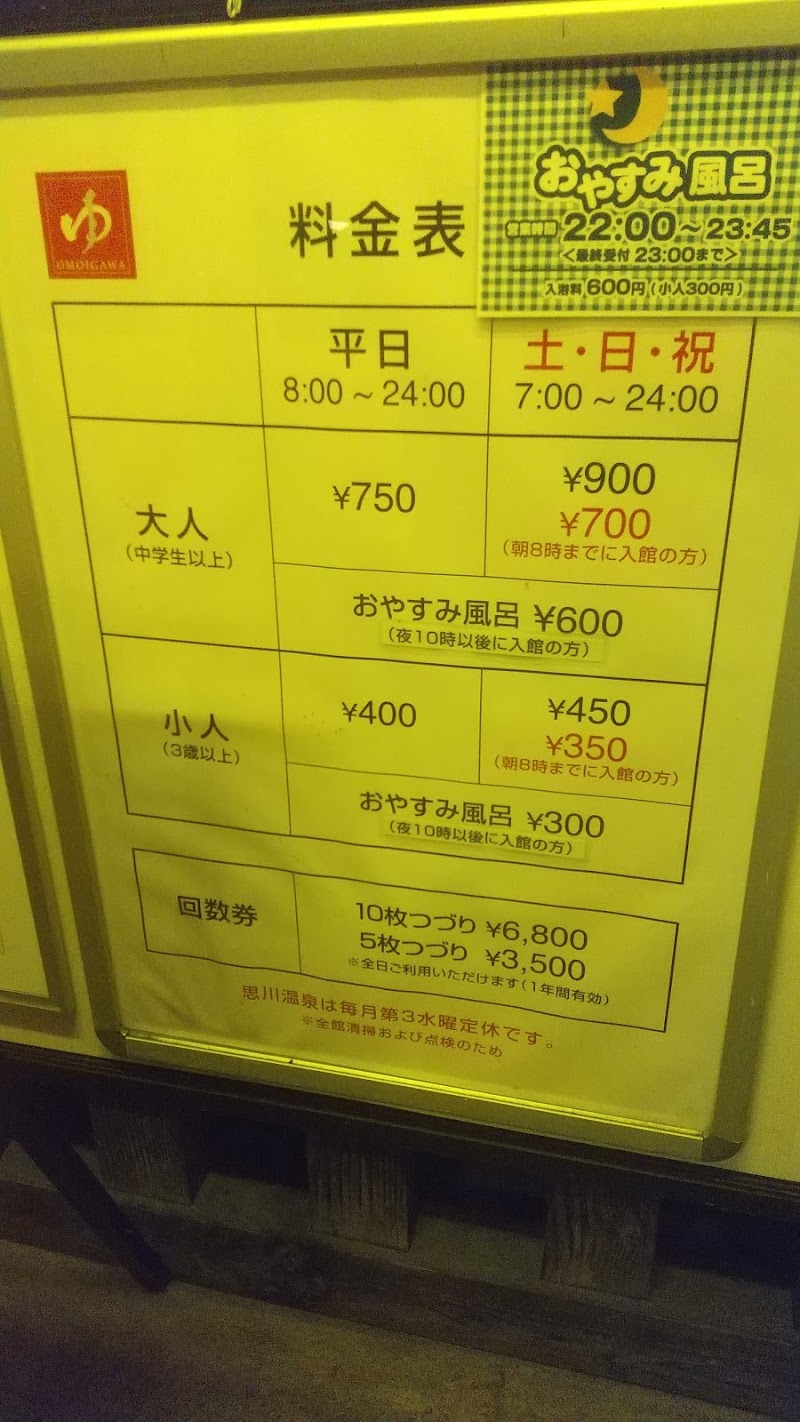 ゆ
OMOIGAWA
料金表
おやすみ風呂
営業時間 22:00～23:45
＜最終受付 23:00まで＞
入浴料 600円(小人300円)
平日
8:00 ~ 24:00
土・日・祝
7:00 ~ 24:00
大人
(中学生以上)
¥750
¥900
¥700
(朝8時までに入館の方)
おやすみ風呂 ¥600
(夜10時以後に入館の方)
小人
(3歳以上)
¥400
¥450
¥350
(朝8時までに入館の方)
おやすみ風呂 ¥300
(夜10時以後に入館の方)
回数券
10枚つづり ¥6,800
5枚つづり ¥3,500
※全日ご利用いただけます(1年間有効)
思川温泉は毎月第3水曜定休です。
※全館清掃および点検のため